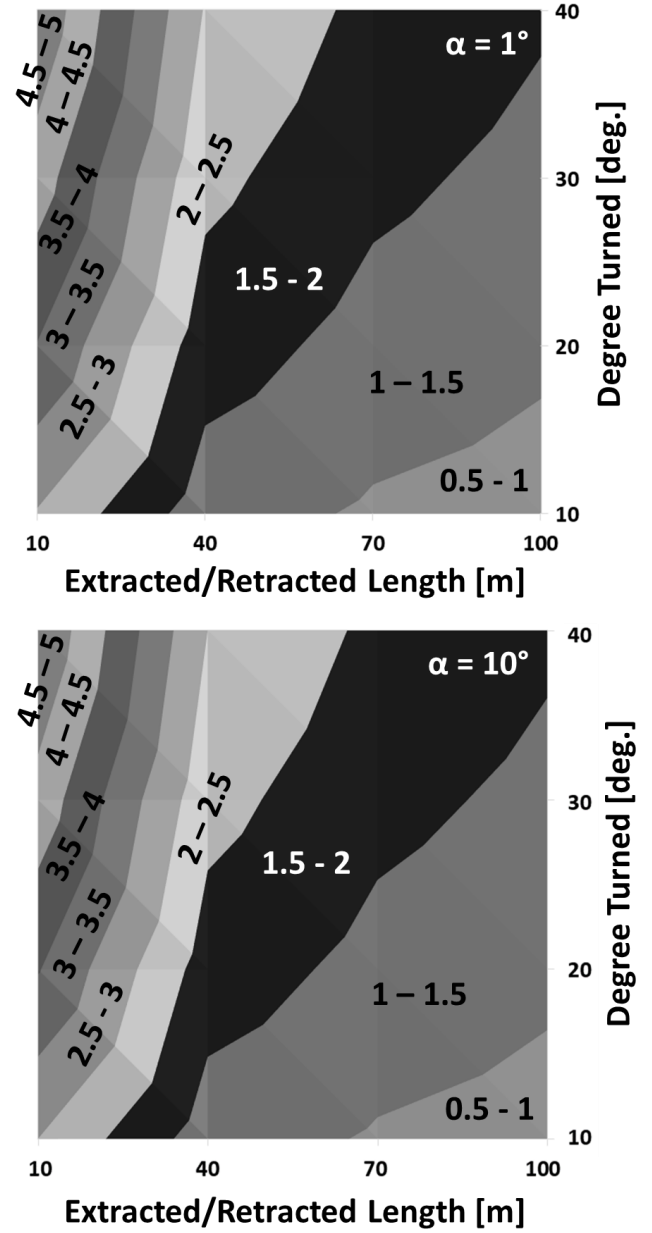 40
α = 1°
4.5 – 5
4 – 4.5
3.5 – 4
3 – 3.5
2.5 - 3
2 – 2.5
1.5 - 2
1 – 1.5
0.5 - 1
30
20
10
Degree Turned [deg.]
10 40 70 100
Extracted/Retracted Length [m]
40
α = 10°
4.5 – 5
4 – 4.5
3.5 – 4
3 – 3.5
2.5 - 3
2 – 2.5
1.5 - 2
1 – 1.5
0.5 - 1
30
20
10
Degree Turned [deg.]
10 40 70 100
Extracted/Retracted Length [m]